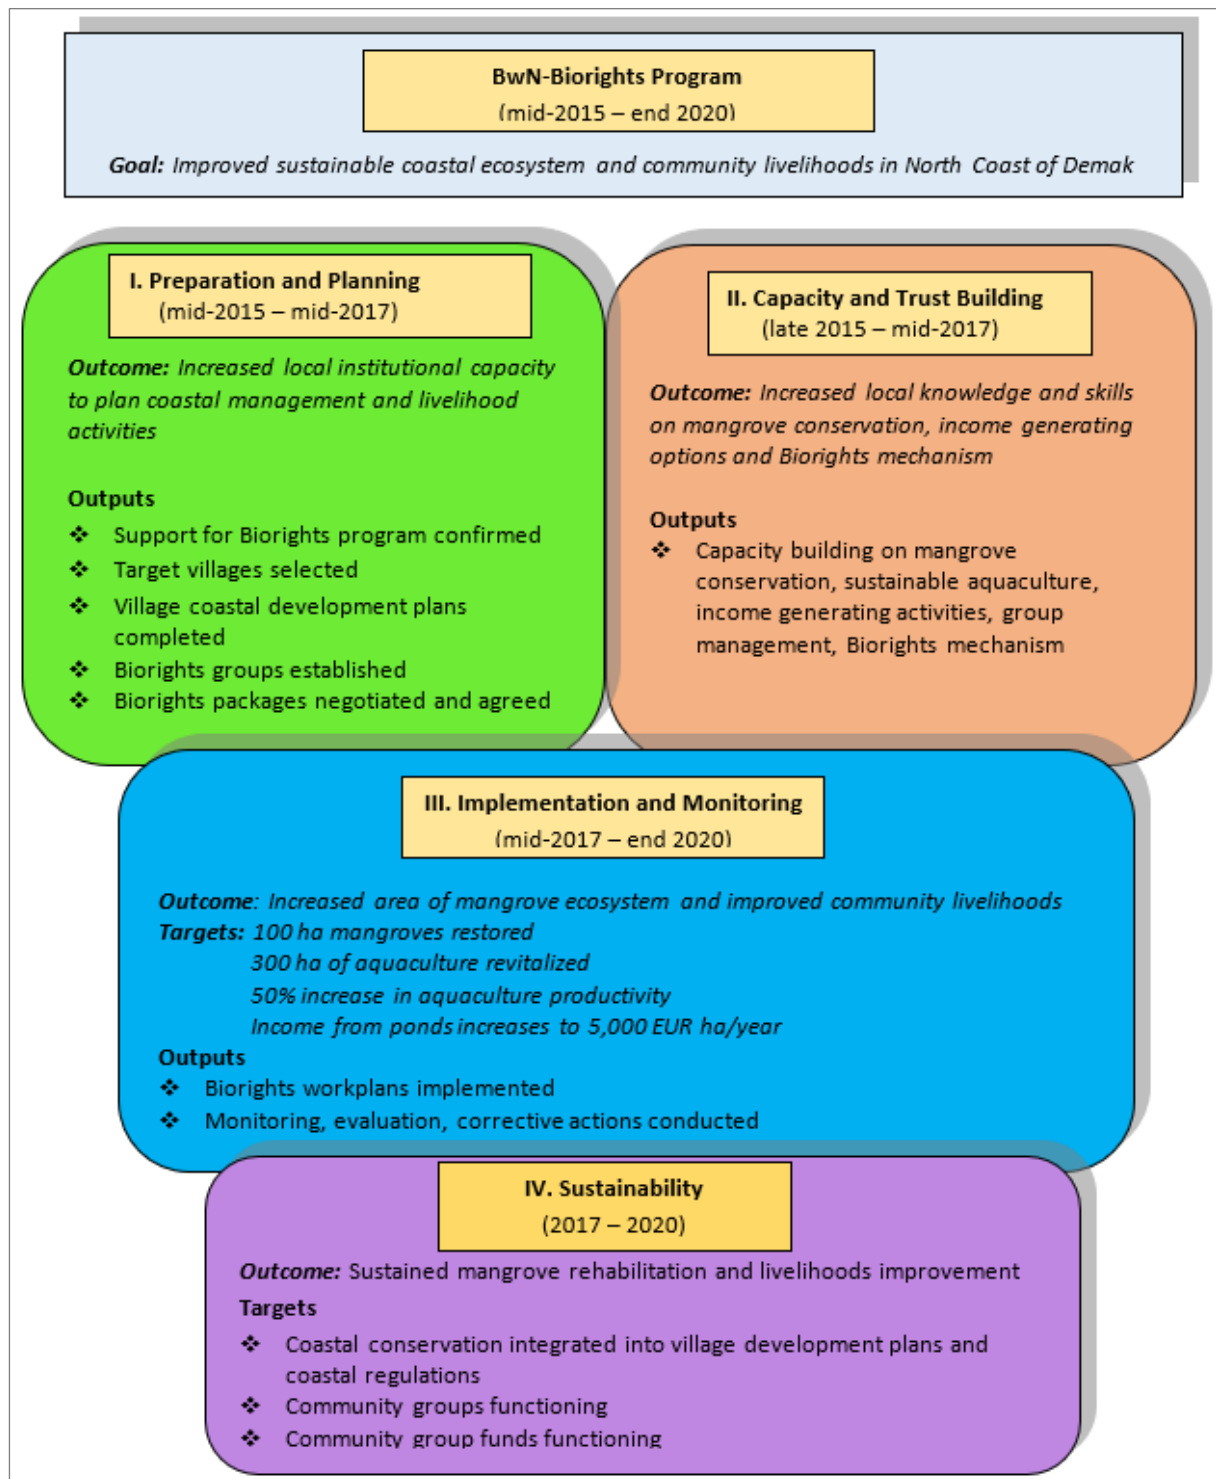 BwN-Biorights Program
(mid-2015 – end 2020)
Goal: Improved sustainable coastal ecosystem and community livelihoods in North Coast of Demak
I. Preparation and Planning
(mid-2015 – mid-2017)
Outcome: Increased local institutional capacity
to plan coastal management and livelihood
activities
Outputs
❖ Support for Biorights program confirmed
❖ Target villages selected
❖ Village coastal development plans
completed
❖ Biorights groups established
❖ Biorights packages negotiated and agreed
II. Capacity and Trust Building
(late 2015 – mid-2017)
Outcome: Increased local knowledge and skills
on mangrove conservation, income generating
options and Biorights mechanism
Outputs
❖ Capacity building on mangrove
conservation, sustainable aquaculture,
income generating activities, group
management, Biorights mechanism
III. Implementation and Monitoring
(mid-2017 – end 2020)
Outcome: Increased area of mangrove ecosystem and improved community livelihoods
Targets: 100 ha mangroves restored
300 ha of aquaculture revitalized
50% increase in aquaculture productivity
Income from ponds increases to 5,000 EUR ha/year
Outputs
❖ Biorights workplans implemented
❖ Monitoring, evaluation, corrective actions conducted
IV. Sustainability
(2017 – 2020)
Outcome: Sustained mangrove rehabilitation and livelihoods improvement
Targets
❖ Coastal conservation integrated into village development plans and
coastal regulations
❖ Community groups functioning
❖ Community group funds functioning